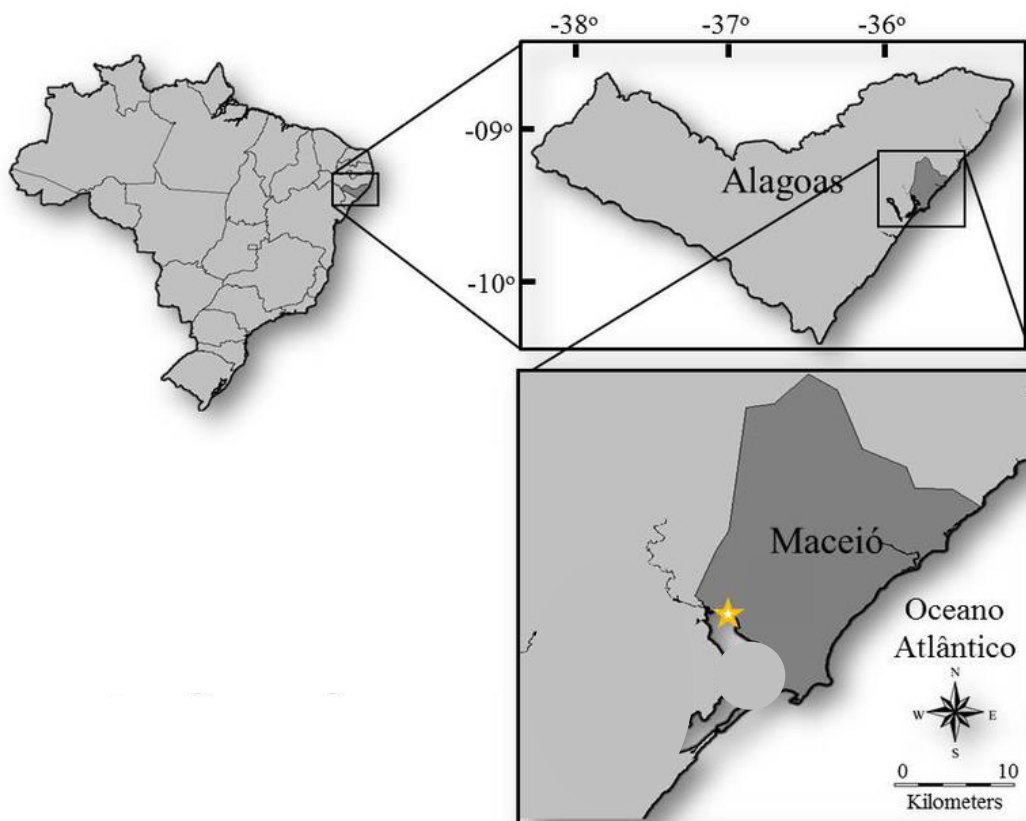 -38º
-37º
-36º
-09º
-10º
Alagoas
Maceió
Oceano
Atlântico
N
W
E
S
0
10
Kilometers